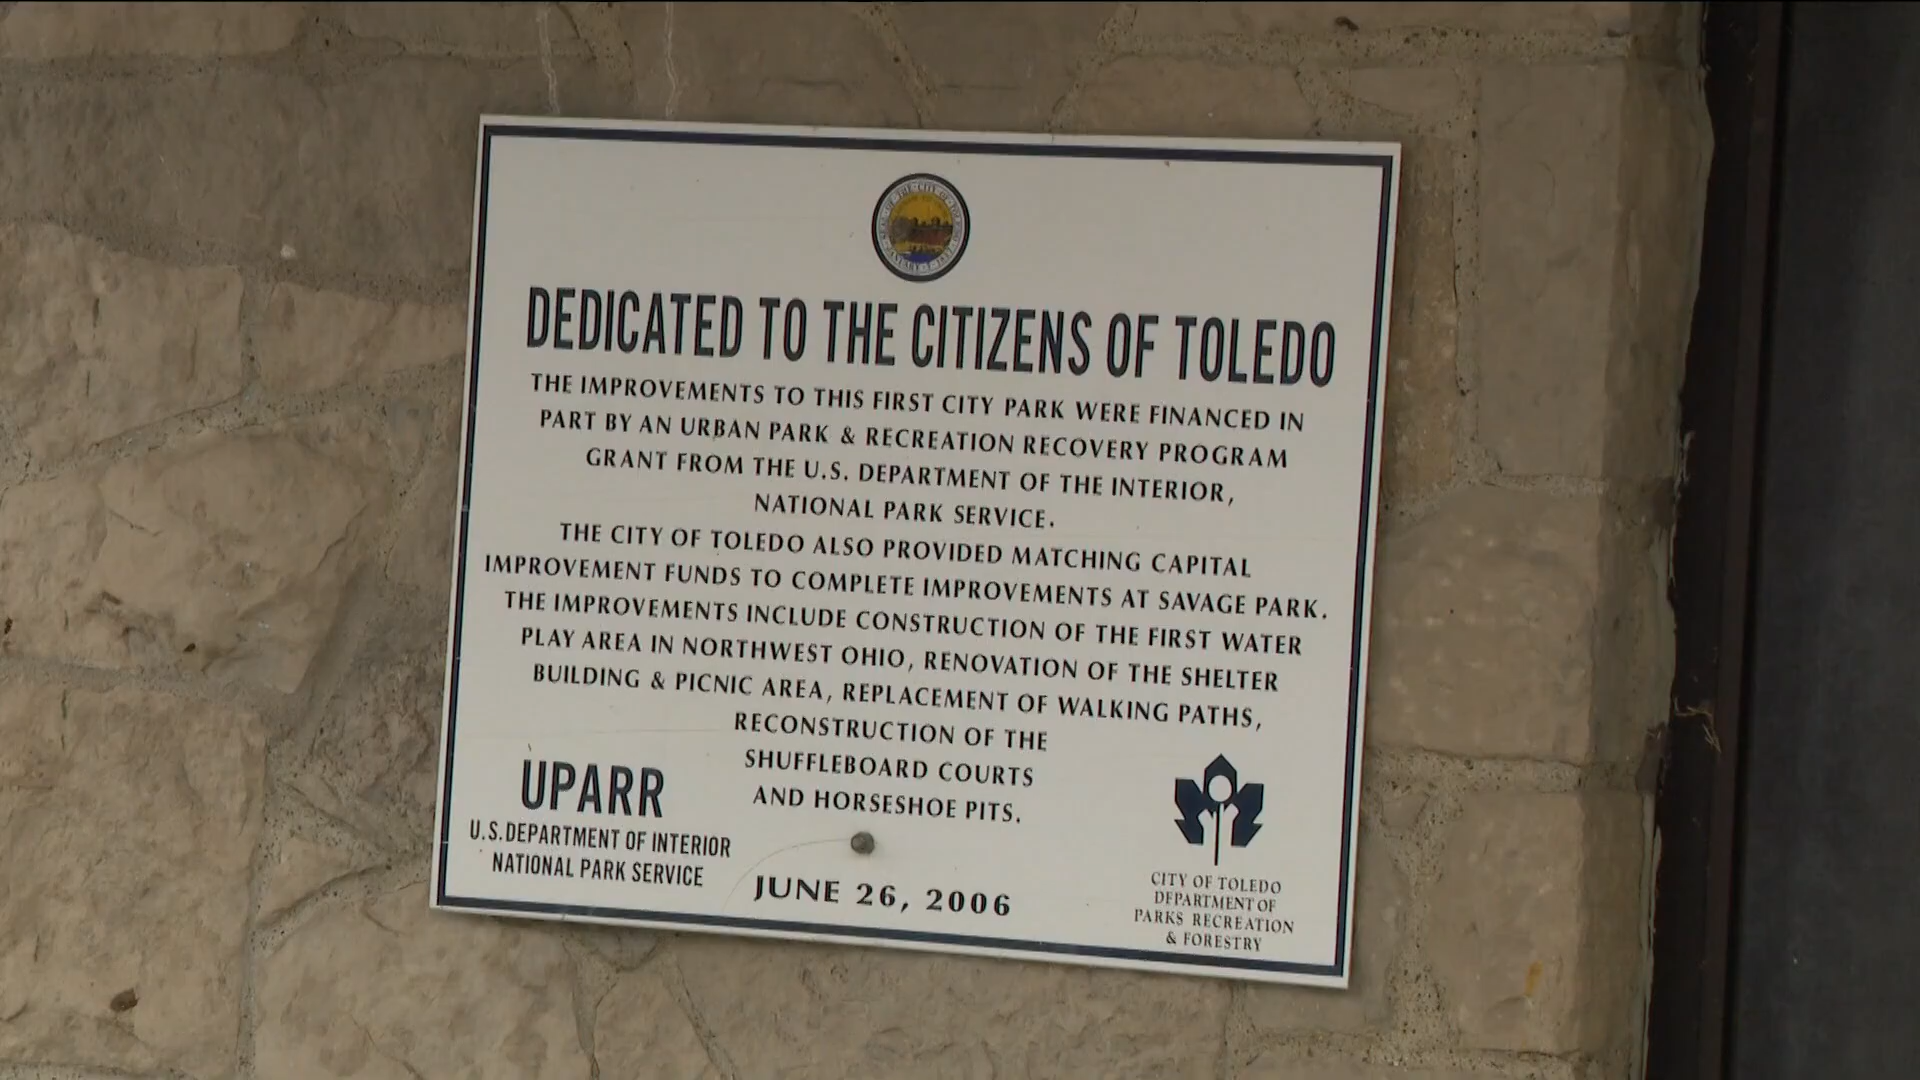 DEDICATED TO THE CITIZENS OF TOLEDO
THE IMPROVEMENTS TO THIS FIRST CITY PARK WERE FINANCED IN
PART BY AN URBAN PARK & RECREATION RECOVERY PROGRAM
GRANT FROM THE U.S. DEPARTMENT OF THE INTERIOR,
NATIONAL PARK SERVICE.
THE CITY OF TOLEDO ALSO PROVIDED MATCHING CAPITAL
IMPROVEMENT FUNDS TO COMPLETE IMPROVEMENTS AT SAVAGE PARK.
THE IMPROVEMENTS INCLUDE CONSTRUCTION OF THE FIRST WATER
PLAY AREA IN NORTHWEST OHIO, RENOVATION OF THE SHELTER
BUILDING & PICNIC AREA, REPLACEMENT OF WALKING PATHS,
RECONSTRUCTION OF THE
SHUFFLEBOARD COURTS
AND HORSESHOE PITS.
UPARR
U.S. DEPARTMENT OF INTERIOR
NATIONAL PARK SERVICE
JUNE 26, 2006
CITY OF TOLEDO
DEPARTMENT OF
PARKS RECREATION
& FORESTRY